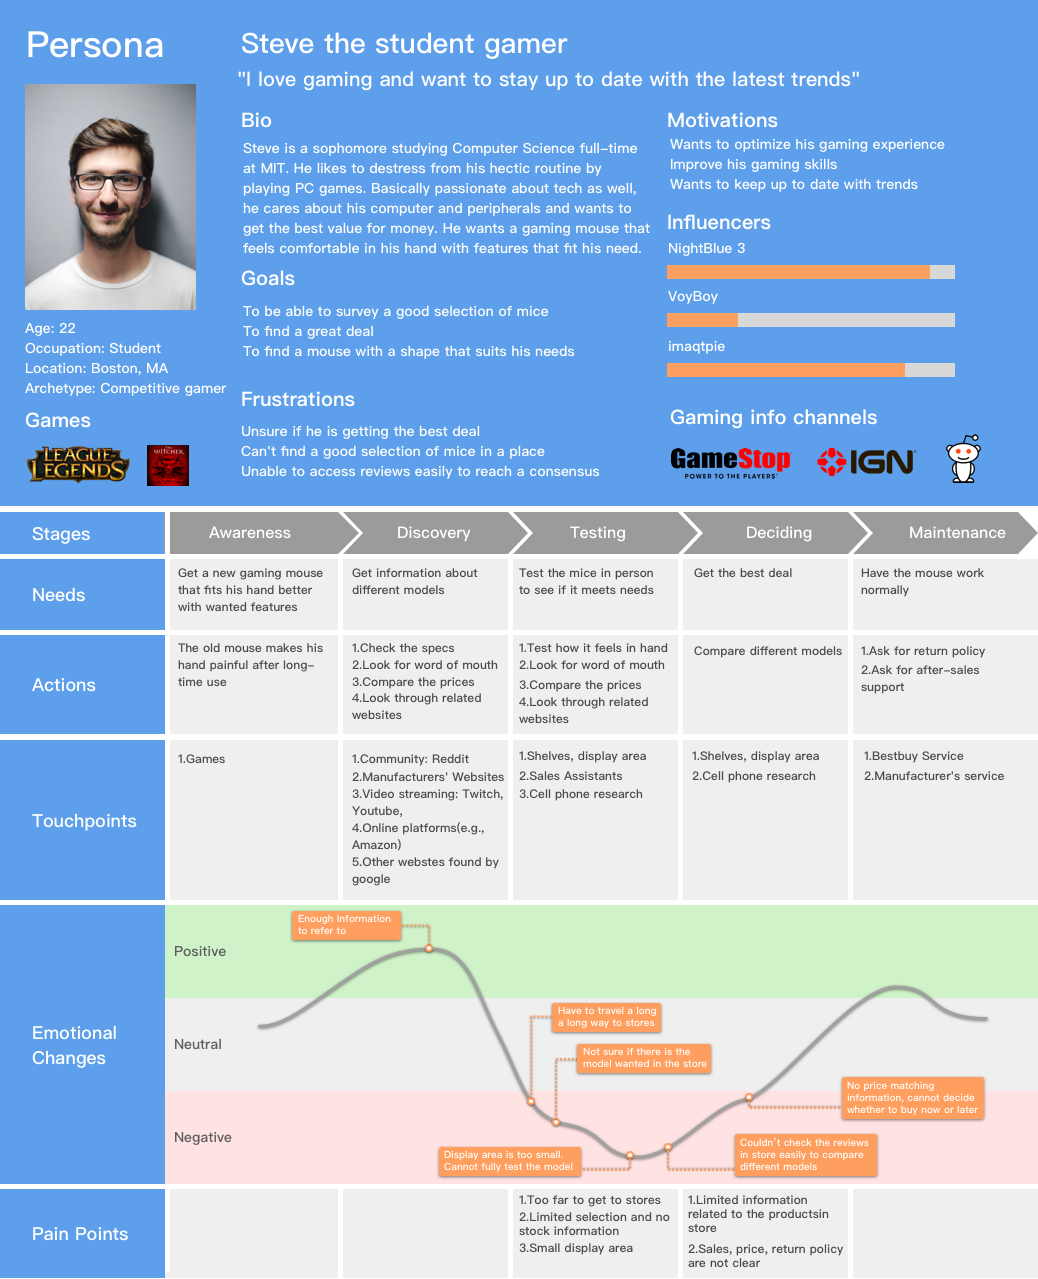 Persona
Steve the student gamer
"I love gaming and want to stay up to date with the latest trends"
Age: 22
Occupation: Student
Location: Boston, MA
Archetype: Competitive gamer
Games
LEAGUE OF
LEGENDS
THE
WITCHER
Bio
Steve is a sophomore studying Computer Science full-time
at MIT. He likes to destress from his hectic routine by
playing PC games. Basically passionate about tech as well,
he cares about his computer and peripherals and wants to
get the best value for money. He wants a gaming mouse that
feels comfortable in his hand with features that fit his need.
Goals
To be able to survey a good selection of mice
To find a great deal
To find a mouse with a shape that suits his needs
Frustrations
Unsure if he is getting the best deal
Can't find a good selection of mice in a place
Unable to access reviews easily to reach a consensus
Motivations
Wants to optimize his gaming experience
Improve his gaming skills
Wants to keep up to date with trends
Influencers
NightBlue 3
VoyBoy
imaqtpie
Gaming info channels
GameStop
POWER TO THE PLAYERS
IGN
Stages
Awareness
Discovery
Testing
Deciding
Maintenance
Needs
Get a new gaming mouse
that fits his hand better
with wanted features
Get information about
different models
Test the mice in person
to see if it meets needs
Get the best deal
Have the mouse work
normally
Actions
The old mouse makes his
hand painful after long-
time use
1.Check the specs
2.Look for word of mouth
3.Compare the prices
4.Look through related
websites
1.Test how it feels in hand
2.Look for word of mouth
3.Compare the prices
4.Look through related
websites
Compare different models
1.Ask for return policy
2.Ask for after-sales
support
Touchpoints
1.Games
1.Community: Reddit
2.Manufacturers' Websites
3.Video streaming: Twitch,
Youtube,
4.Online platforms(e.g.,
Amazon)
5.Other webstes found by
google
1.Shelves, display area
2.Sales Assistants
3.Cell phone research
1.Shelves, display area
2.Cell phone research
1.Bestbuy Service
2.Manufacturer's service
Emotional
Changes
Positive
Neutral
Negative
Enough Information
to refer to
Have to travel a long
a long way to stores
Not sure if there is the
model wanted in the store
Display area is too small.
Cannot fully test the model
Couldn't check the reviews
in store easily to compare
different models
No price matching
information, cannot decide
whether to buy now or later
Pain Points
1.Too far to get to stores
2.Limited selection and no
stock information
3.Small display area
1.Limited information
related to the productsin
store
2.Sales, price, return policy
are not clear